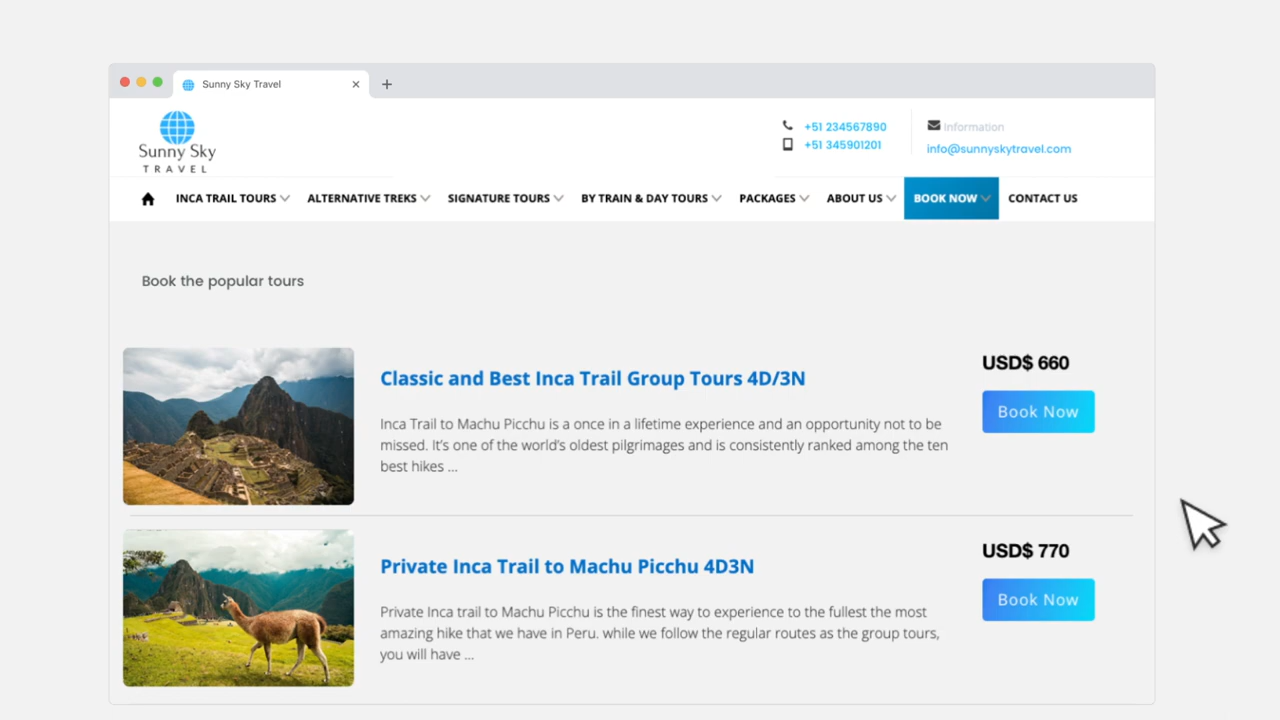 Sunny Sky Travel
Sunny Sky
TRAVEL
+51 234567890
+51 345901201
Information
info@sunnyskytravel.com
INCA TRAIL TOURS
ALTERNATIVE TREKS
SIGNATURE TOURS
BY TRAIN & DAY TOURS
PACKAGES
ABOUT US
BOOK NOW
CONTACT US
Book the popular tours
Classic and Best Inca Trail Group Tours 4D/3N
Inca Trail to Machu Picchu is a once in a lifetime experience and an opportunity not to be
missed. It's one of the world's oldest pilgrimages and is consistently ranked among the ten
best hikes ...
USD$ 660
Book Now
Private Inca Trail to Machu Picchu 4D3N
Private Inca trail to Machu Picchu is the finest way to experience to the fullest the most
amazing hike that we have in Peru. while we follow the regular routes as the group tours,
you will have ...
USD$ 770
Book Now